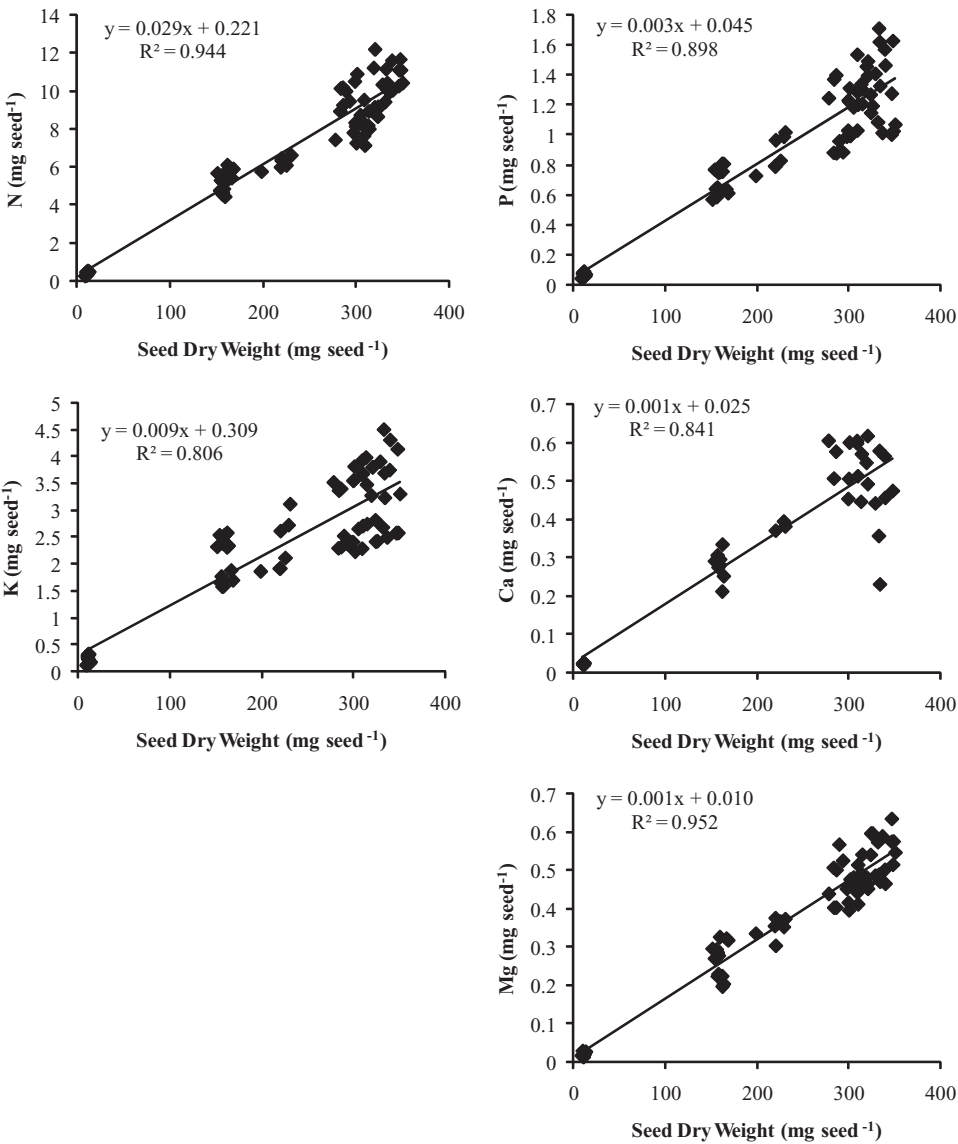 y = 0.029x + 0.221
R² = 0.944
14
12
10
8
6
4
2
0
N (mg seed⁻¹)
0 100 200 300 400
Seed Dry Weight (mg seed⁻¹)
y = 0.003x + 0.045
R² = 0.898
1.8
1.6
1.4
1.2
1
0.8
0.6
0.4
0.2
0
P (mg seed⁻¹)
0 100 200 300 400
Seed Dry Weight (mg seed⁻¹)
y = 0.009x + 0.309
R² = 0.806
5
4.5
4
3.5
3
2.5
2
1.5
1
0.5
0
K (mg seed⁻¹)
0 100 200 300 400
Seed Dry Weight (mg seed⁻¹)
y = 0.001x + 0.025
R² = 0.841
0.7
0.6
0.5
0.4
0.3
0.2
0.1
0
Ca (mg seed⁻¹)
0 100 200 300 400
Seed Dry Weight (mg seed⁻¹)
y = 0.001x + 0.010
R² = 0.952
0.7
0.6
0.5
0.4
0.3
0.2
0.1
0
Mg (mg seed⁻¹)
0 100 200 300 400
Seed Dry Weight (mg seed⁻¹)